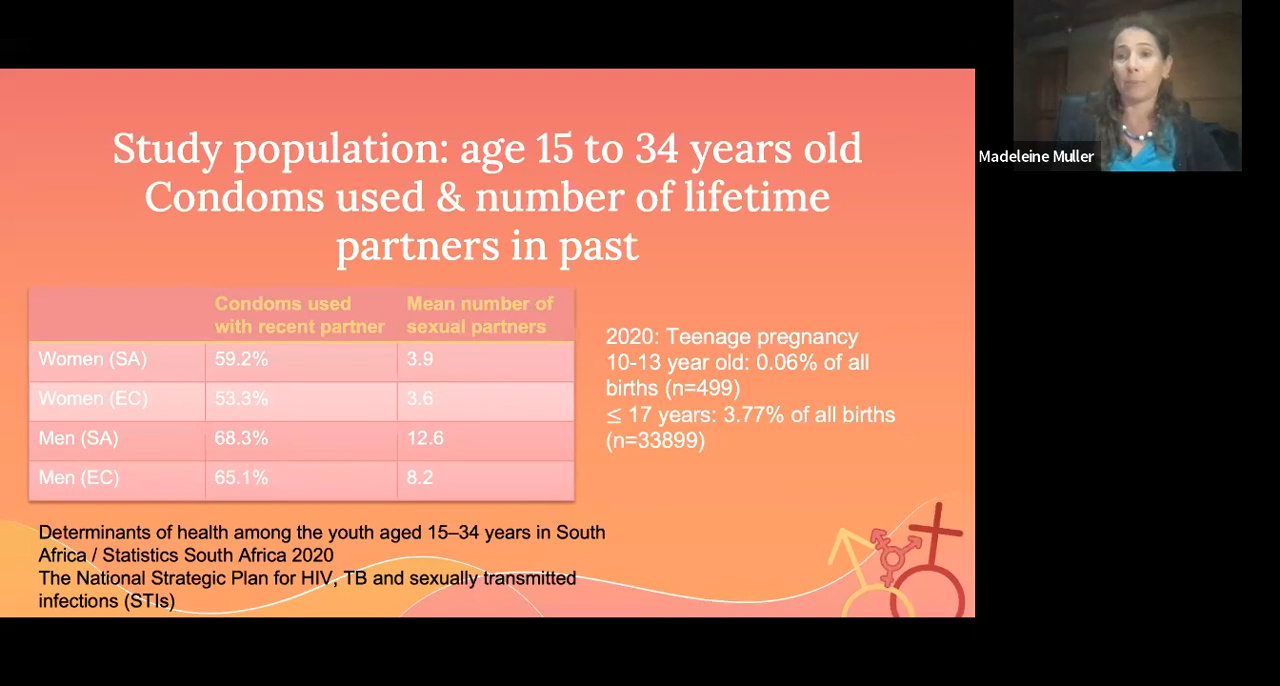 Study population: age 15 to 34 years old
Condoms used & number of lifetime
partners in past
Condoms used
with recent partner
Mean number of
sexual partners
Women (SA) 59.2% 3.9
Women (EC) 53.3% 3.6
Men (SA) 68.3% 12.6
Men (EC) 65.1% 8.2
2020: Teenage pregnancy
10-13 year old: 0.06% of all
births (n=499)
≤ 17 years: 3.77% of all births
(n=33899)
Determinants of health among the youth aged 15–34 years in South
Africa / Statistics South Africa 2020
The National Strategic Plan for HIV, TB and sexually transmitted
infections (STIs)
Madeleine Muller